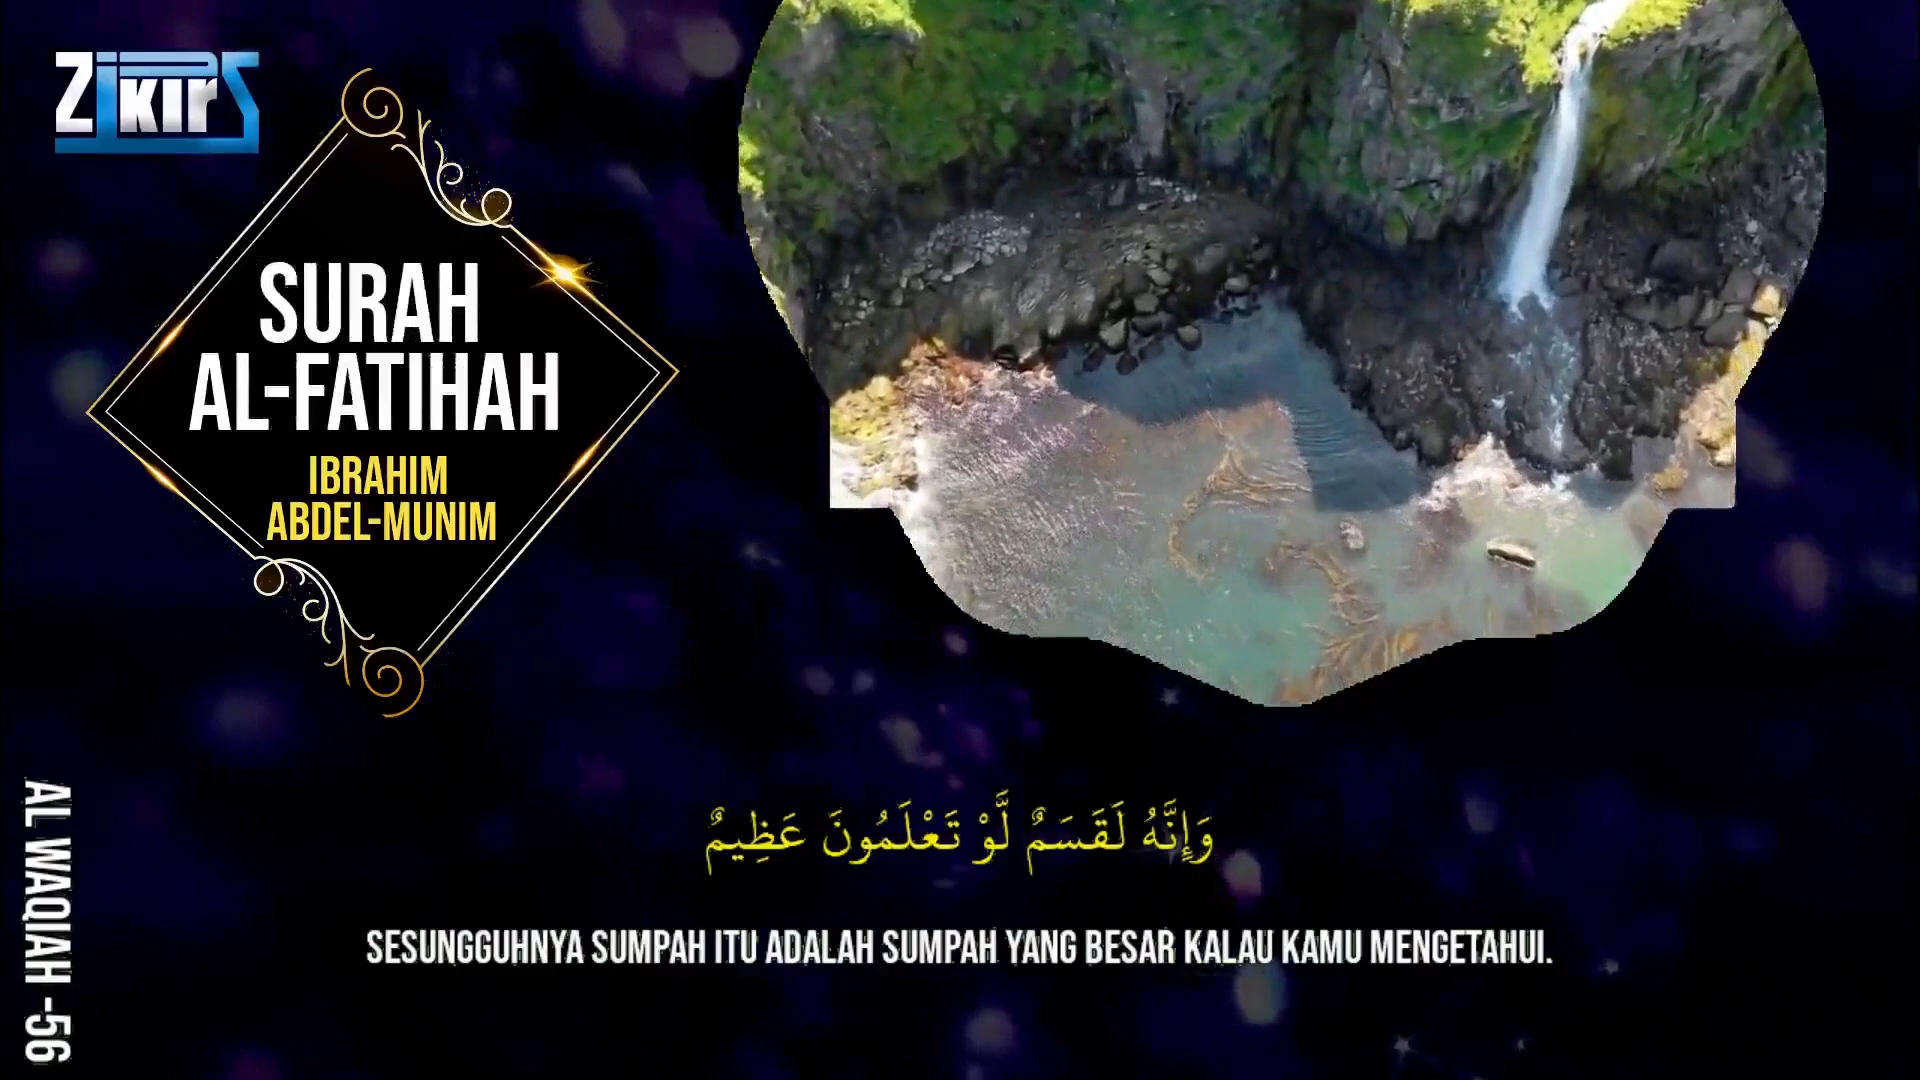 ZikirS
SURAH
AL-FATIHAH
IBRAHIM
ABDEL-MUNIM
وَإِنَّهُ لَقَسَمٌ لَّوْ تَعْلَمُونَ عَظِيمٌ
SESUNGGUHNYA SUMPAH ITU ADALAH SUMPAH YANG BESAR KALAU KAMU MENGETAHUI.
AL WAQIAH -56